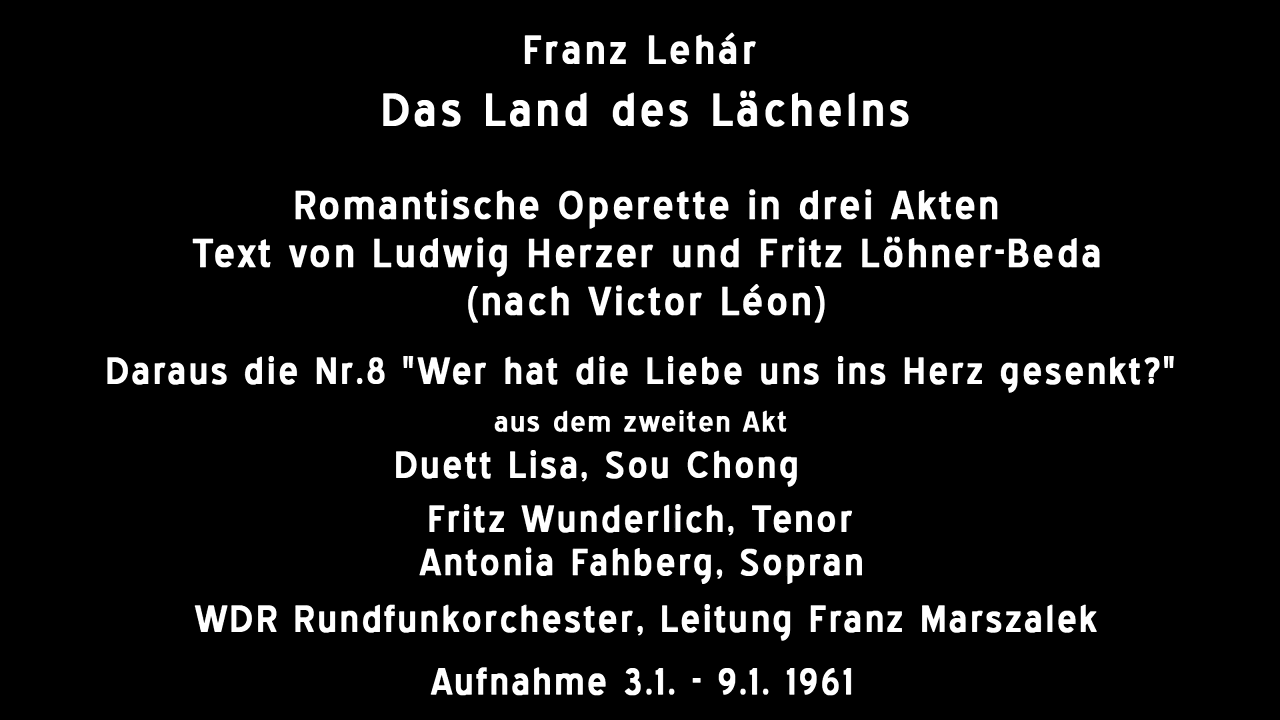 Franz Lehár
Das Land des Lächelns
Romantische Operette in drei Akten
Text von Ludwig Herzer und Fritz Löhner-Beda
(nach Victor Léon)
Daraus die Nr.8 "Wer hat die Liebe uns ins Herz gesenkt?"
aus dem zweiten Akt
Duett Lisa, Sou Chong
Fritz Wunderlich, Tenor
Antonia Fahberg, Sopran
WDR Rundfunkorchester, Leitung Franz Marszalek
Aufnahme 3.1. - 9.1. 1961